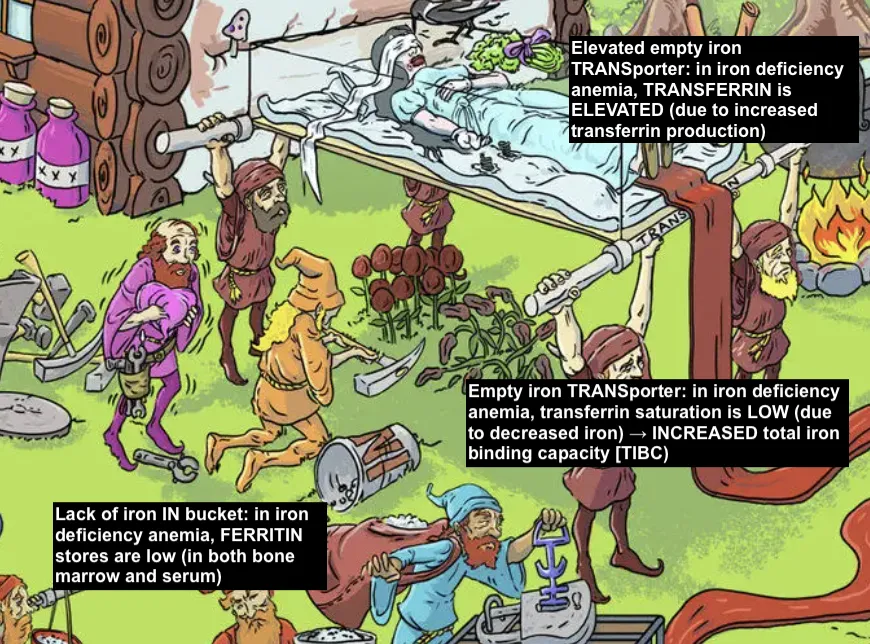 Elevated empty iron
TRANSporter: in iron deficiency
anemia, TRANSFERRIN is
ELEVATED (due to increased
transferrin production)
X X
X X X
TRANS IN
Empty iron TRANSporter: in iron deficiency
anemia, transferrin saturation is LOW (due
to decreased iron) → INCREASED total iron
binding capacity [TIBC)
Lack of iron IN bucket: in iron
deficiency anemia, FERRITIN
stores are low (in both bone
marrow and serum)